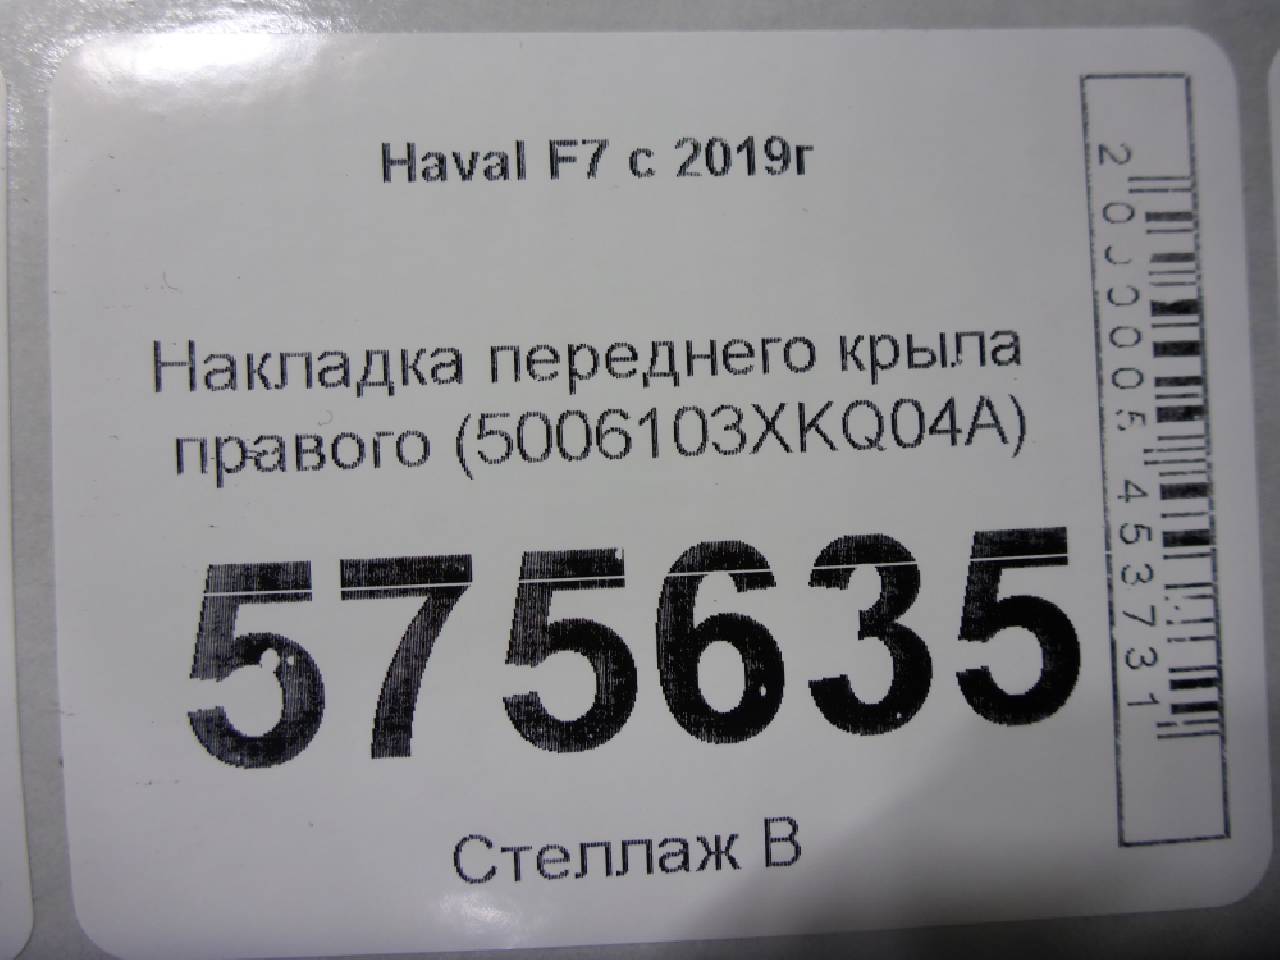 Haval F7 с 2019г
Накладка переднего крыла
правого (5006103XKQ04A)
575635
Стеллаж B
2000005453731